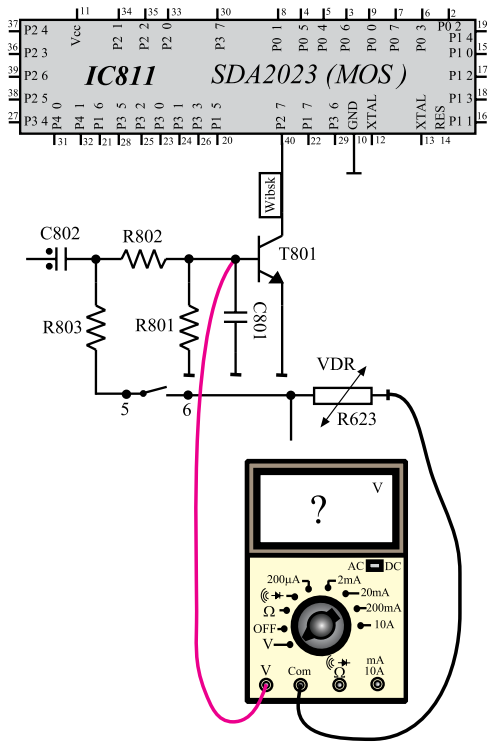 11 34 35 33 30 8 4 5 3 9 7 6 2
37 P2 4 Vcc P2 1 P2 2 P2 0 P3 7 P0 1 P0 5 P0 4 P0 6 P0 0 P0 7 P0 3 P0 2 19
36 P2 3 P1 4
P1 0 15
39 P2 6 IC811 SDA2023 (MOS) P1 2 17
38 P2 5 P1 3 18
27 P3 4 P4 0 P4 1 P1 6 P3 5 P3 2 P3 0 P3 1 P3 3 P1 5 P2 7 P1 7 P3 6 GND XTAL XTAL RES P1 1 16
31 32 21 28 25 23 24 26 20 40 22 29 10 12 13 14
Wibsk
C802
R802
T801
R803 R801 C801
VDR
5 6
R623
V
?
AC DC
200μA 2mA
20mA
Ω 200mA
OFF 10A
V
V Com Ω mA
10A